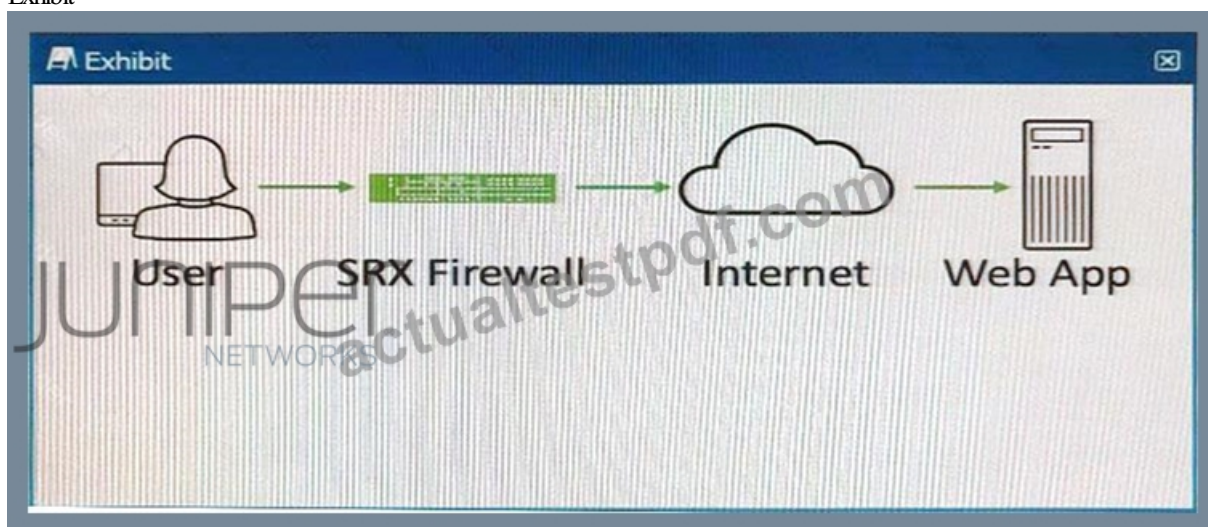 Exhibit
Exhibit
User SRX Firewall Internet Web App
JUNIPEr
NETWORKS
actualtestpdf.com